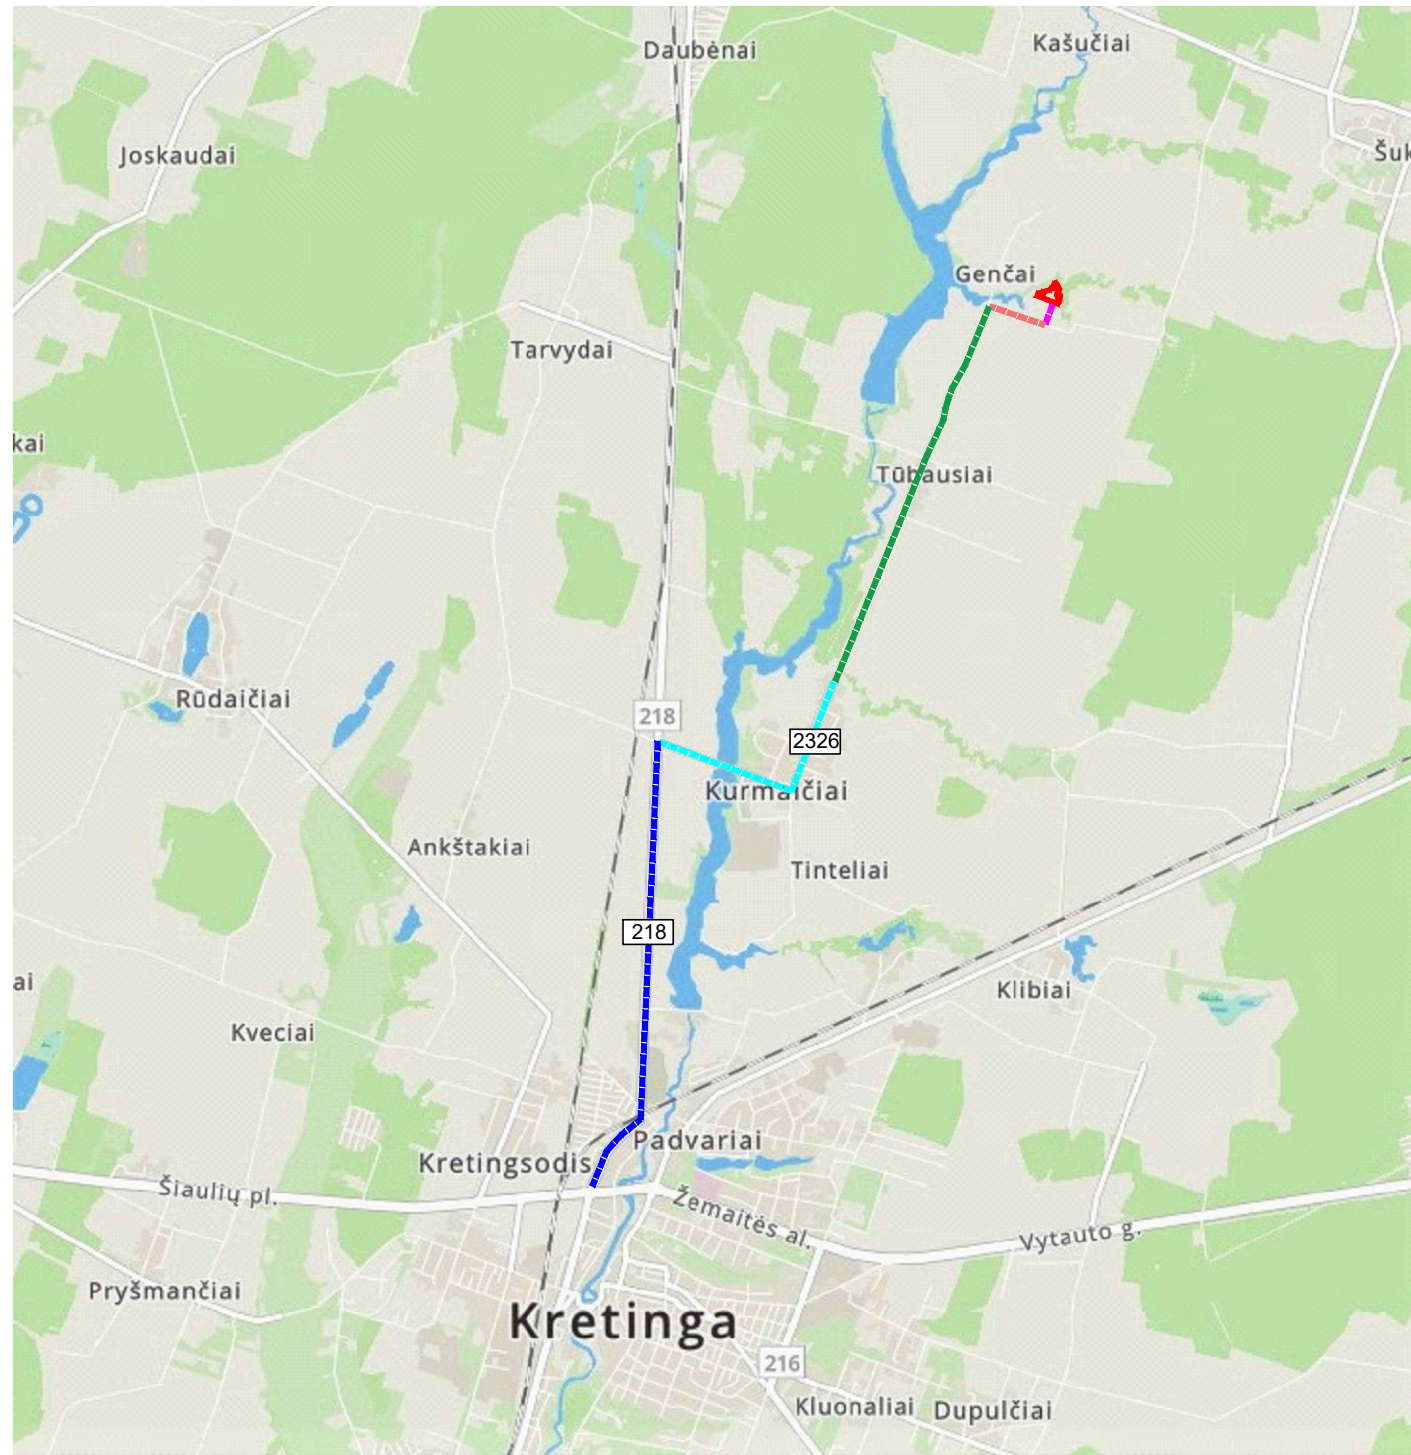 Daubėnai
Kašučiai
Joskaudai
Šuk
Genčai
Tarvydai
kai
Tūbausiai
Rūdaičiai
218
2326
Kurmaičiai
Ankštakiai
Tinteliai
218
ai
Klibiai
Kveciai
Padvariai
Kretingsodis
Šiaulių pl.
Žemaitės al.
Vytauto g.
Pryšmančiai
Kretinga
216
Kluonaliai
Dupulčiai